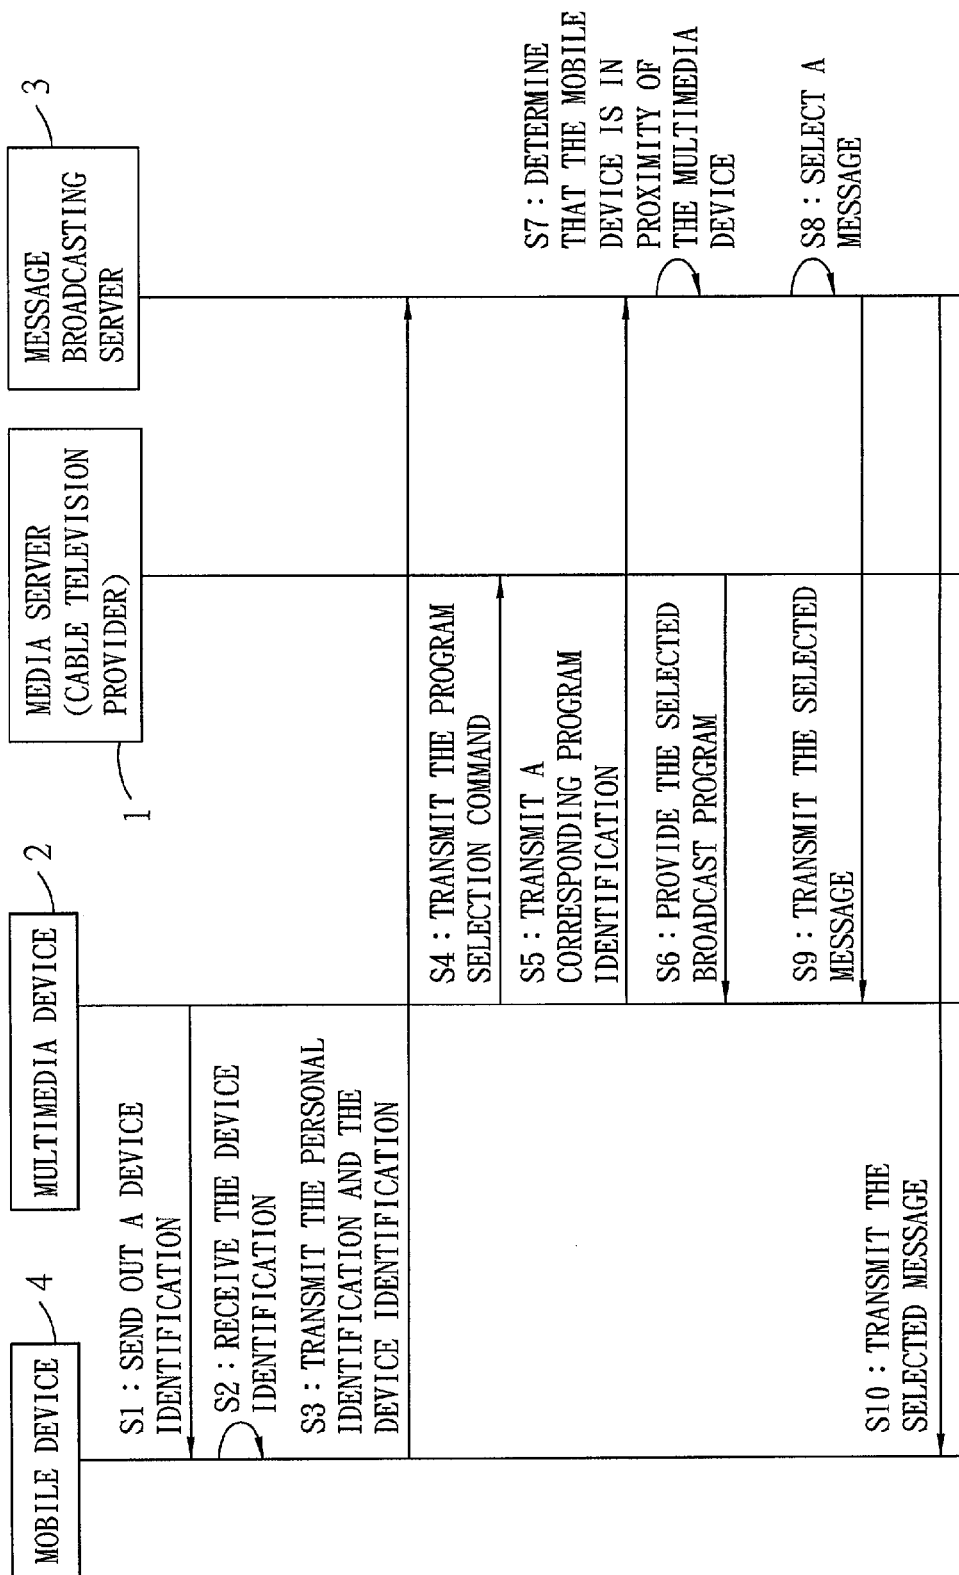 MOBILE DEVICE
4
MULTIMEDIA DEVICE
2
MEDIA SERVER
(CABLE TELEVISION
PROVIDER)
1
MESSAGE
BROADCASTING
SERVER
3
S1：SEND OUT A DEVICE
IDENTIFICATION
S2：RECEIVE THE DEVICE
IDENTIFICATION
S3：TRANSMIT THE PERSONAL
IDENTIFICATION AND THE
DEVICE IDENTIFICATION
S4：TRANSMIT THE PROGRAM
SELECTION COMMAND
S5：TRANSMIT A
CORRESPONDING PROGRAM
IDENTIFICATION
S6：PROVIDE THE SELECTED
BROADCAST PROGRAM
S7：DETERMINE
THAT THE MOBILE
DEVICE IS IN
PROXIMITY OF
THE MULTIMEDIA
DEVICE
S8：SELECT A
MESSAGE
S9：TRANSMIT THE SELECTED
MESSAGE
S10：TRANSMIT THE
SELECTED MESSAGE